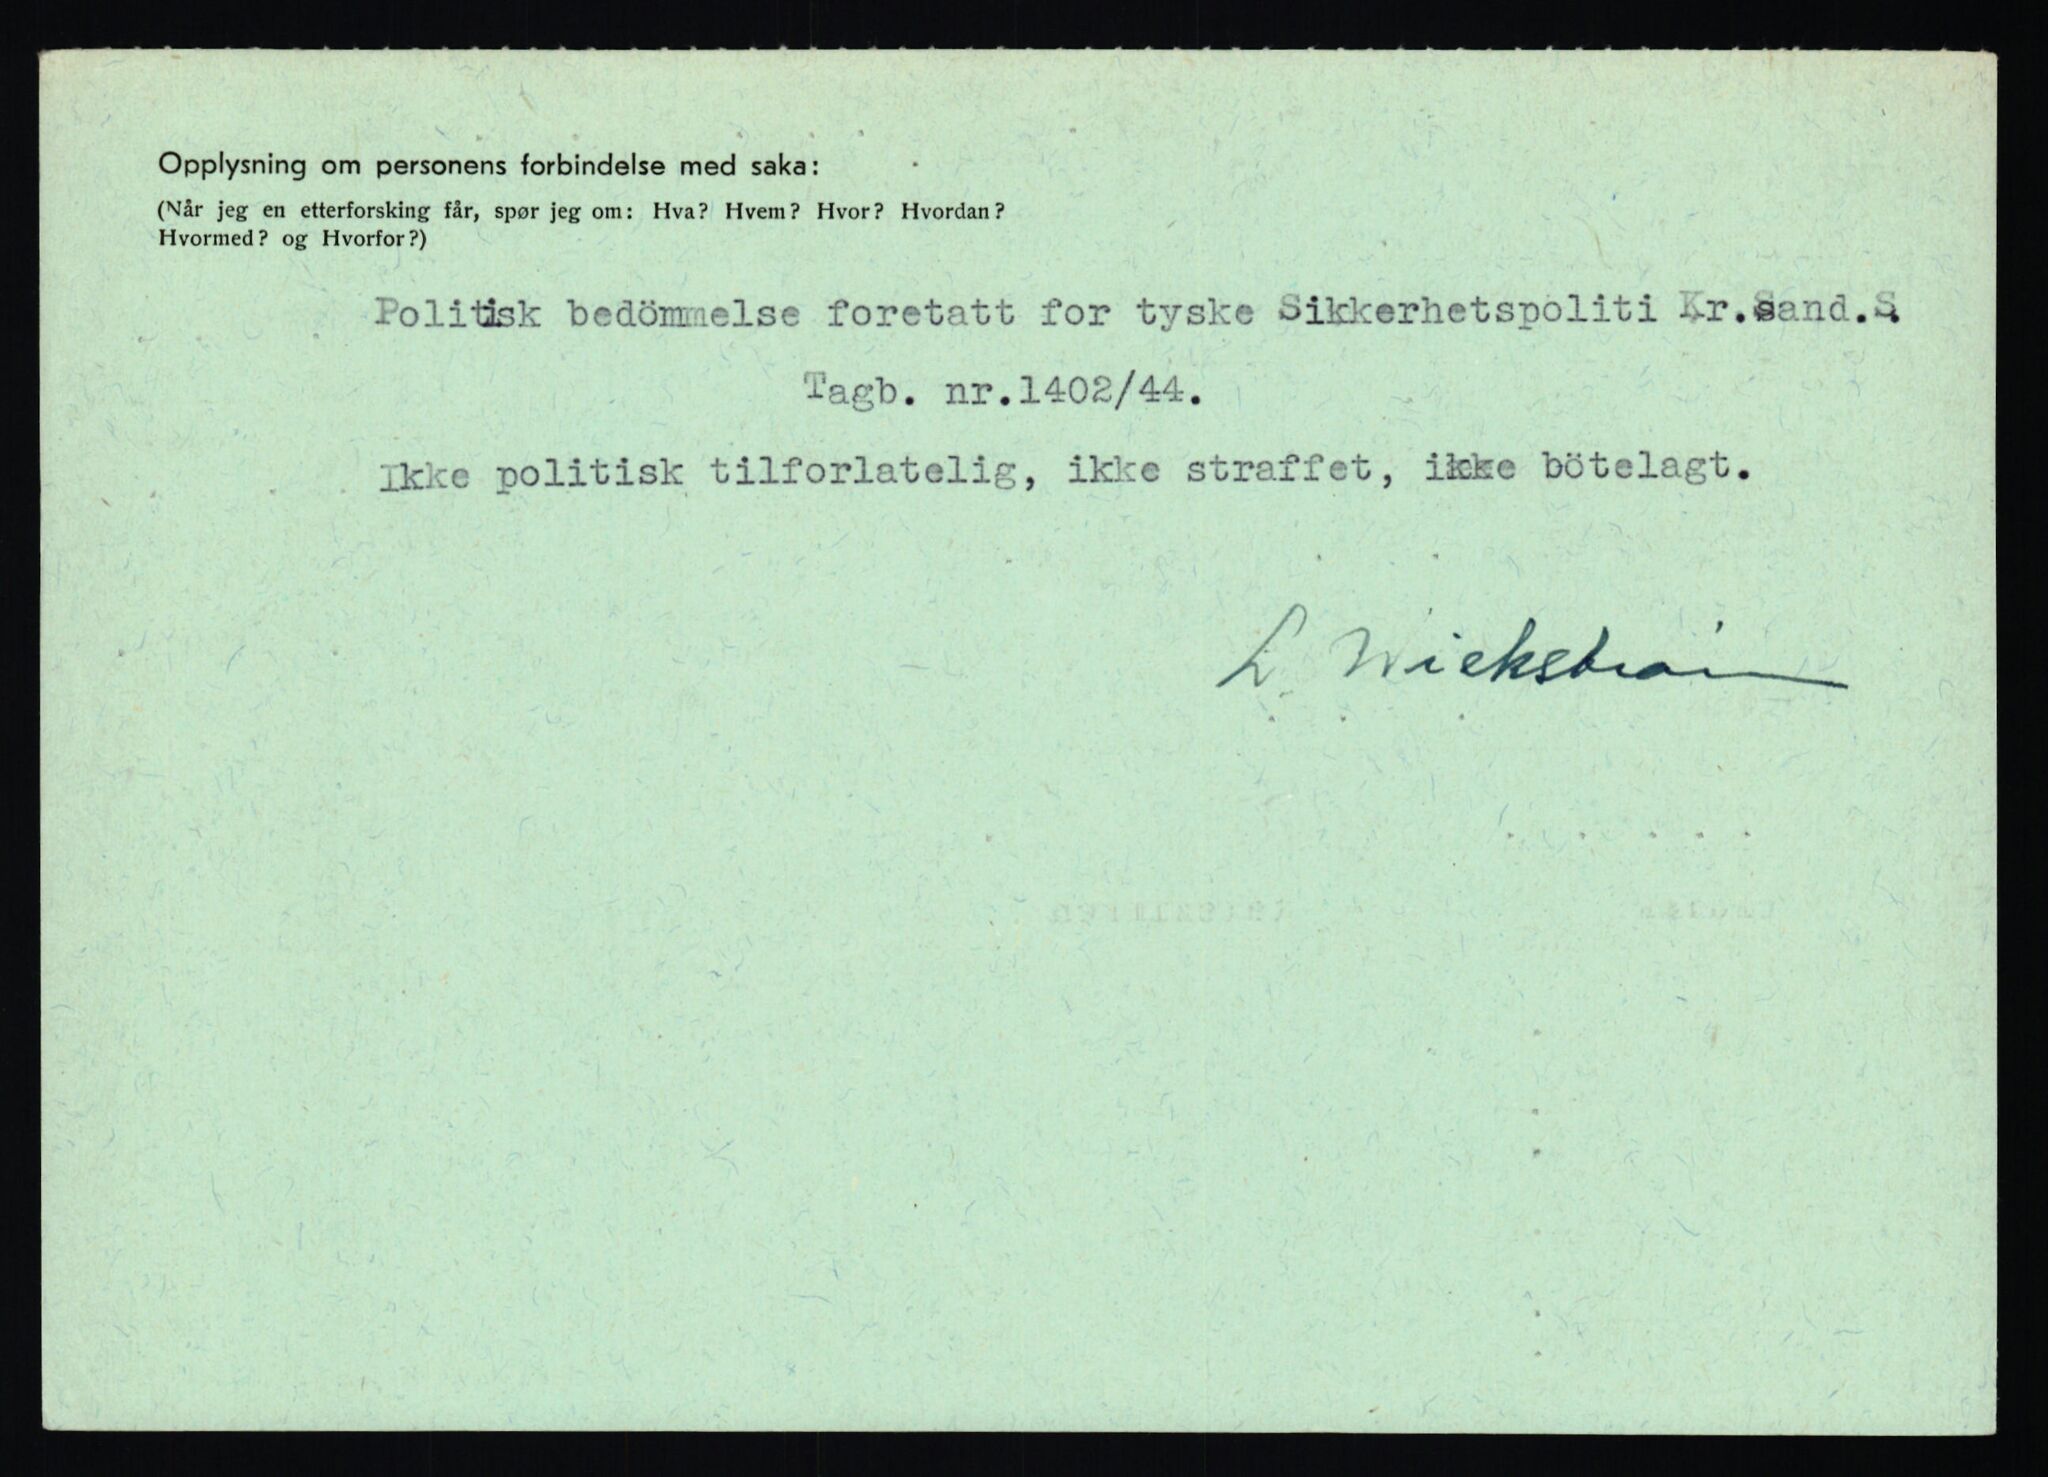 Opplysning om personens forbindelse med saka:
(Når jeg en etterforsking får, spør jeg om: Hva? Hvem? Hvor? Hvordan?
Hvormed? og Hvorfor?)
Politisk bedömmelse foretatt for tyske Sikkerhetspoliti Kr.Sand.S.
Tagb. nr.1402/44.
Ikke politisk tilforlatelig, ikke straffet, ikke bötelagt.
L. Wickström